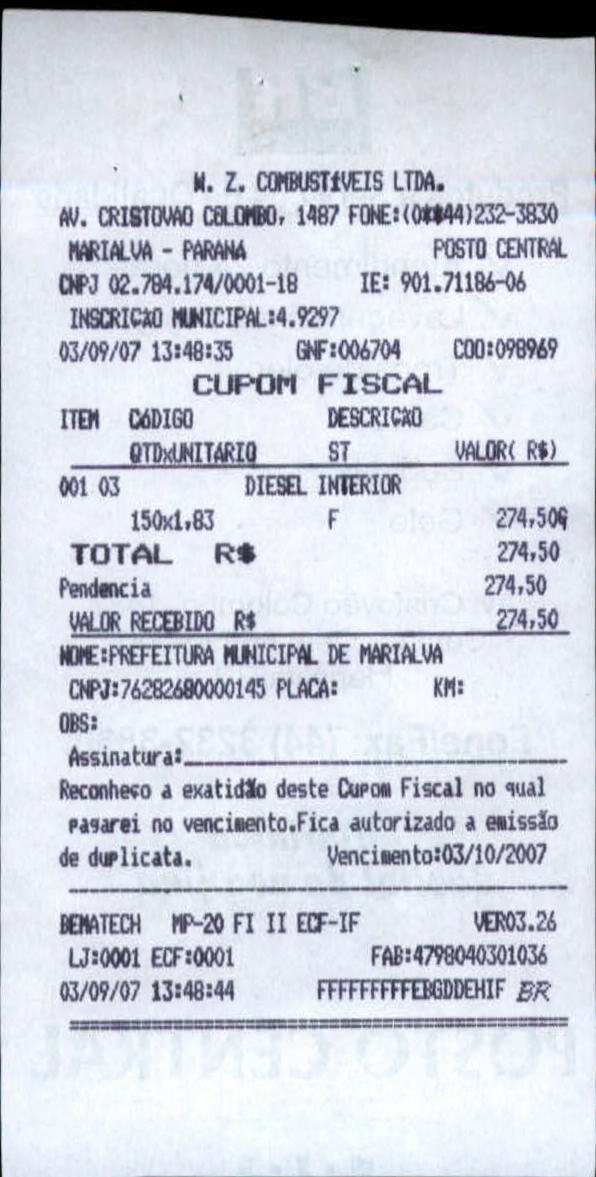 W. Z. COMBUSTíVEIS LTDA.
AV. CRISTOVAO COLOMBO, 1487 FONE:(0**44)232-3830
MARIALVA - PARANA POSTO CENTRAL
CNPJ 02.784.174/0001-18 IE: 901.71186-06
INSCRIÇãO MUNICIPAL:4.9297
03/09/07 13:48:35 GNF:006704 COO:098969
CUPOM FISCAL
ITEM CóDIGO DESCRIÇãO
QTDxUNITARIO ST VALOR( R$)
001 03 DIESEL INTERIOR
150x1,83 F 274,50G
TOTAL R$ 274,50
Pendencia 274,50
VALOR RECEBIDO R$ 274,50
NOME:PREFEITURA MUNICIPAL DE MARIALVA
CNPJ:76282680000145 PLACA: KM:
OBS:
Assinatura:
Reconheço a exatidão deste Cupom Fiscal no qual
pagarei no vencimento.Fica autorizado a emissão
de duplicata. Vencimento:03/10/2007
BEMATECH MP-20 FI II ECF-IF VER03.26
LJ:0001 ECF:0001 FAB:4798040301036
03/09/07 13:48:44 FFFFFFFFFEBGDDEHIF BR
POSTO CENTRAL